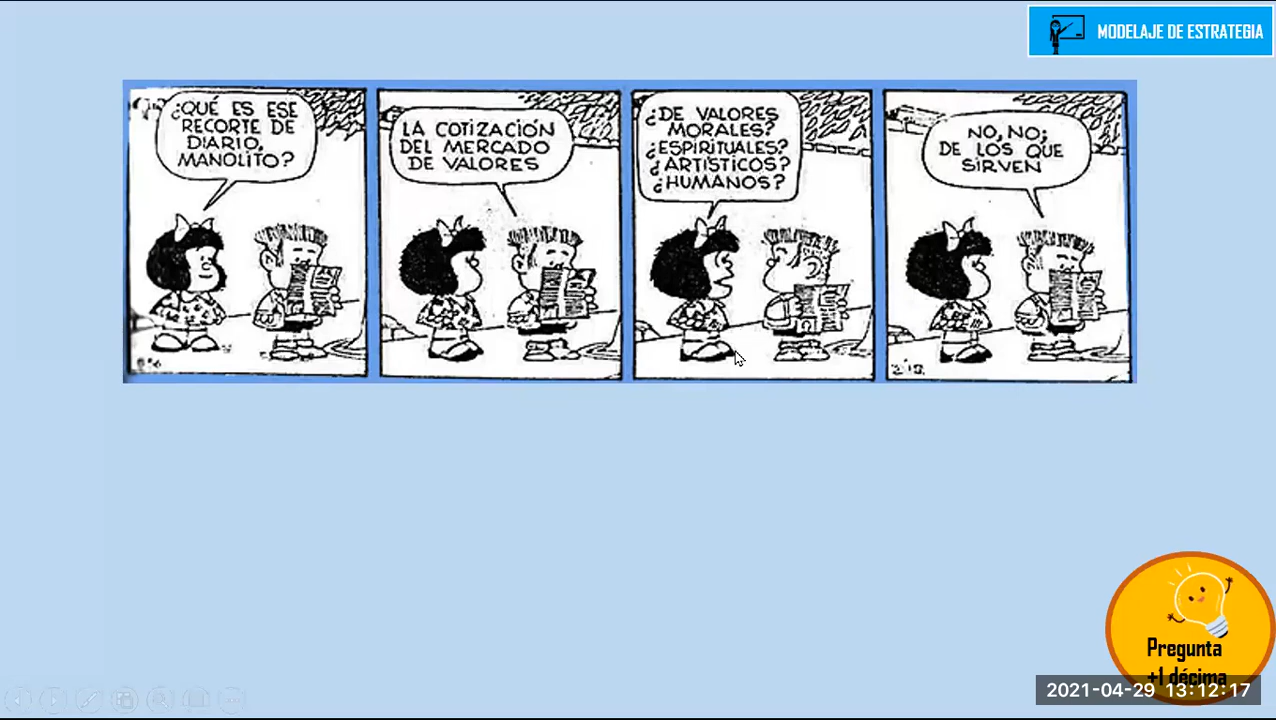 MODELAJE DE ESTRATEGIA
¿QUÉ ES ESE
RECORTE DE
DIARIO,
MANOLITO?
LA COTIZACIÓN
DEL MERCADO
DE VALORES
¿DE VALORES
MORALES?
¿ESPIRITUALES?
¿ARTÍSTICOS?
¿HUMANOS?
NO, NO;
DE LOS QUE
SIRVEN
Pregunta
+1 décima
2021-04-29 13:12:17